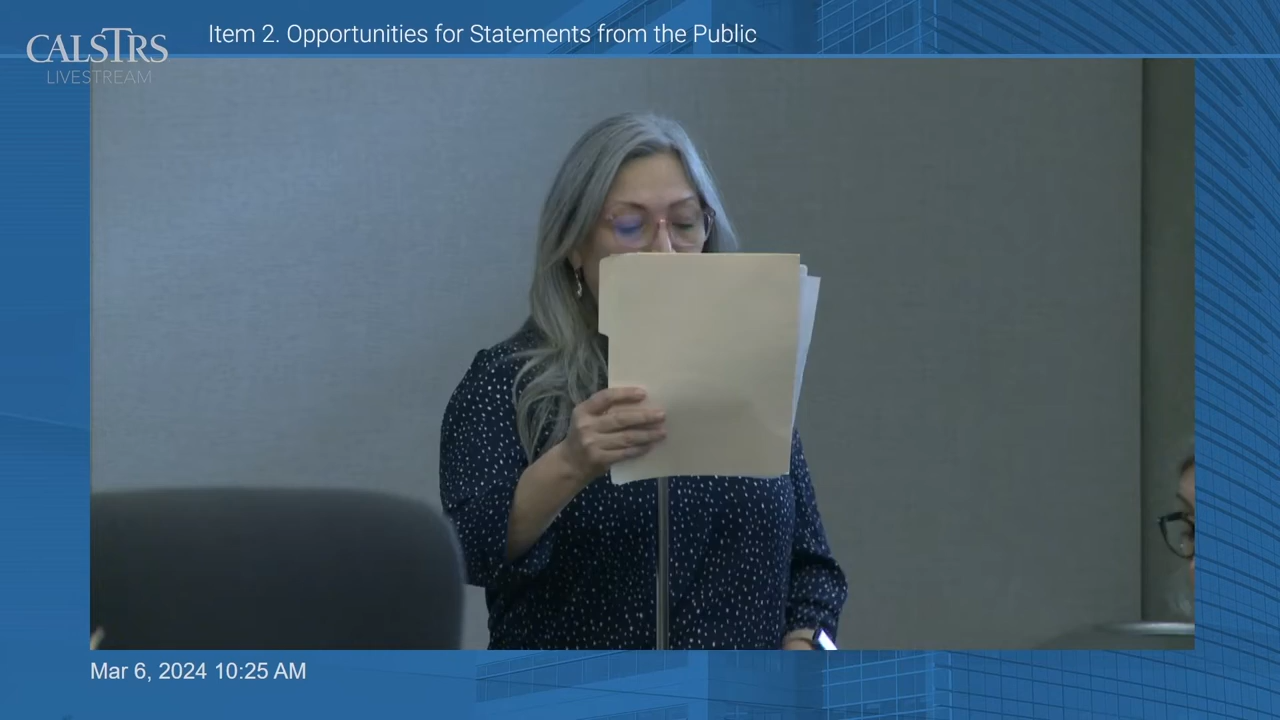 Item 2. Opportunities for Statements from the Public
CALSTRS
LIVESTREAM
Mar 6, 2024 10:25 AM